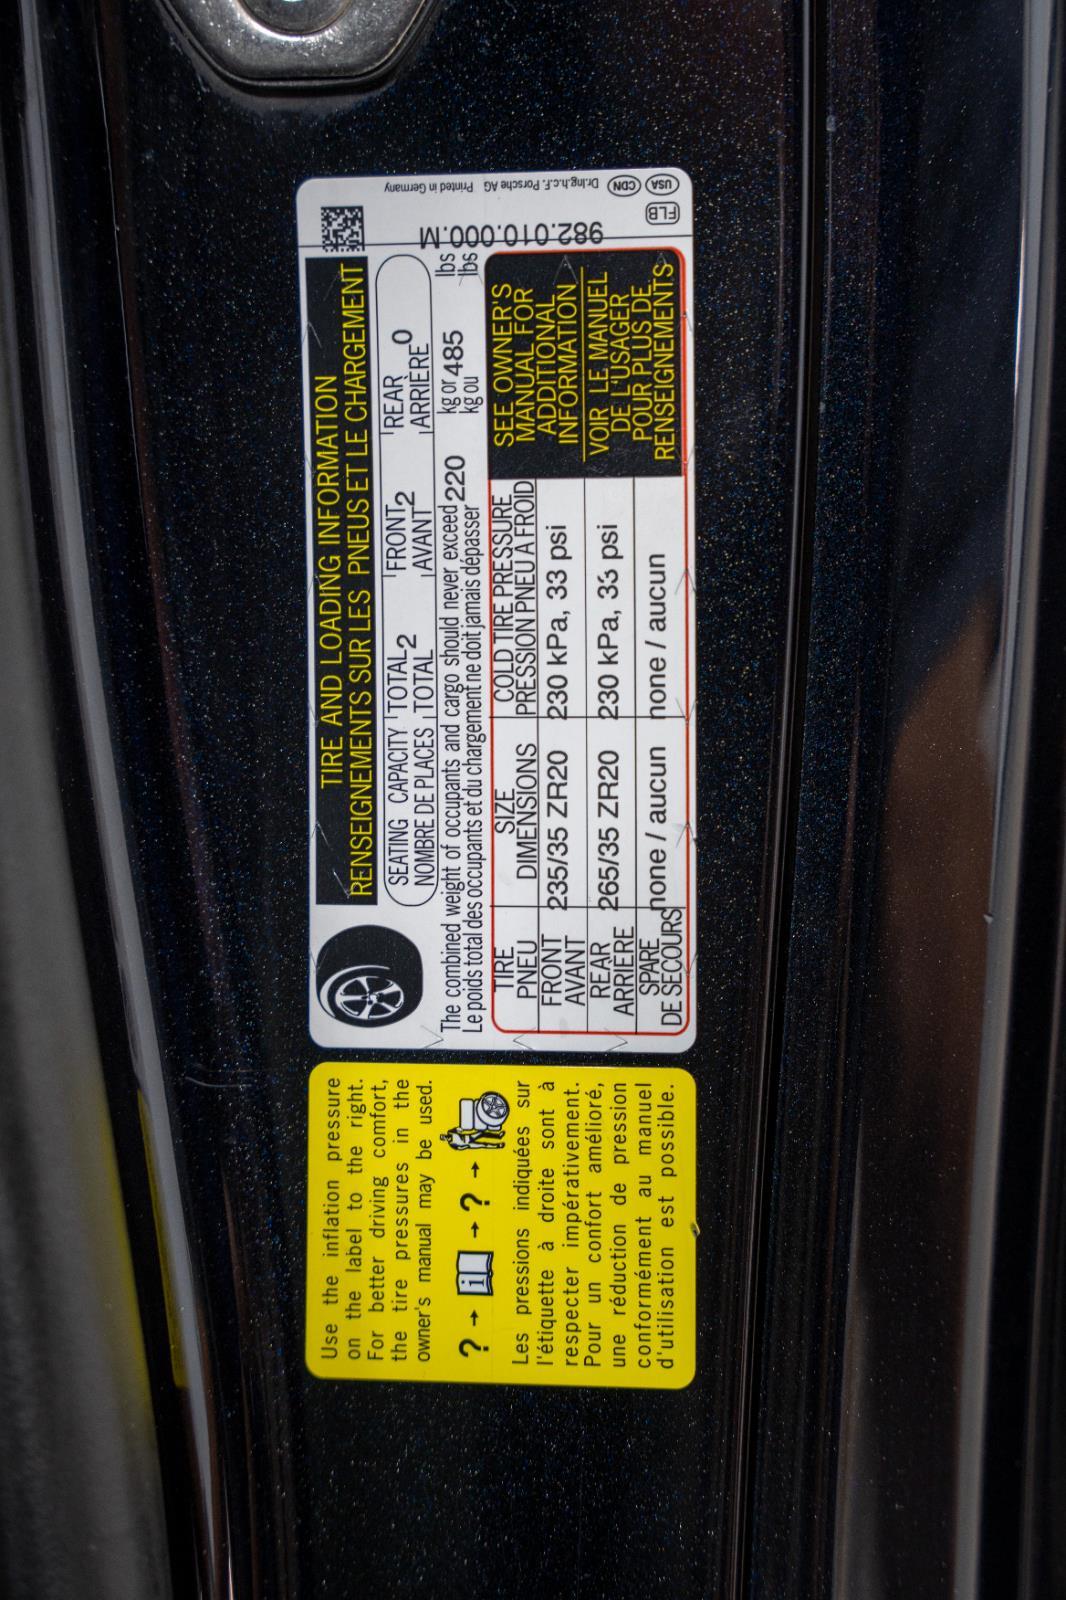 Use the inflation pressure
on the label to the right.
For better driving comfort,
the tire pressures in the
owner's manual may be used.
? → i → ? →
Les pressions indiquées sur
l'étiquette à droite sont à
respecter impérativement.
Pour un confort amélioré,
une réduction de pression
conformément au manuel
d'utilisation est possible.
TIRE AND LOADING INFORMATION
RENSEIGNEMENTS SUR LES PNEUS ET LE CHARGEMENT
SEATING CAPACITY TOTAL 2 FRONT 2 REAR 0
NOMBRE DE PLACES TOTAL AVANT ARRIÈRE
The combined weight of occupants and cargo should never exceed 220 kg or 485 lbs
Le poids total des occupants et du chargement ne doit jamais dépasser kg ou lbs
TIRE SIZE COLD TIRE PRESSURE
PNEU DIMENSIONS PRESSION PNEU A FROID
FRONT 235/35 ZR20 230 kPa, 33 psi
AVANT
REAR 265/35 ZR20 230 kPa, 33 psi
ARRIERE
SPARE none / aucun none / aucun
DE SECOURS
SEE OWNER'S
MANUAL FOR
ADDITIONAL
INFORMATION
VOIR LE MANUEL
DE L'USAGER
POUR PLUS DE
RENSEIGNEMENTS
982.010.000.M
FLB
USA CDN Dr.Ing.h.c.F. Porsche AG Printed in Germany